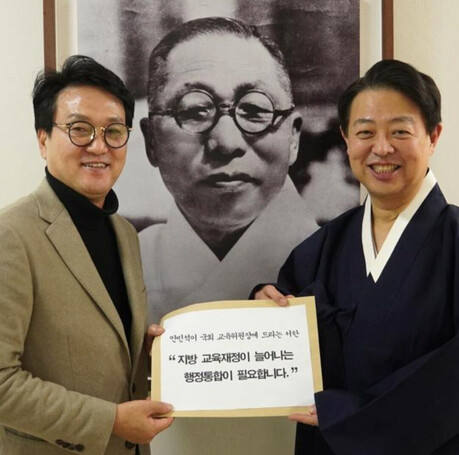 안민석이 국회 교육위원장께 드리는 서한
“지방 교육재정이 늘어나는
행정통합이 필요합니다.”